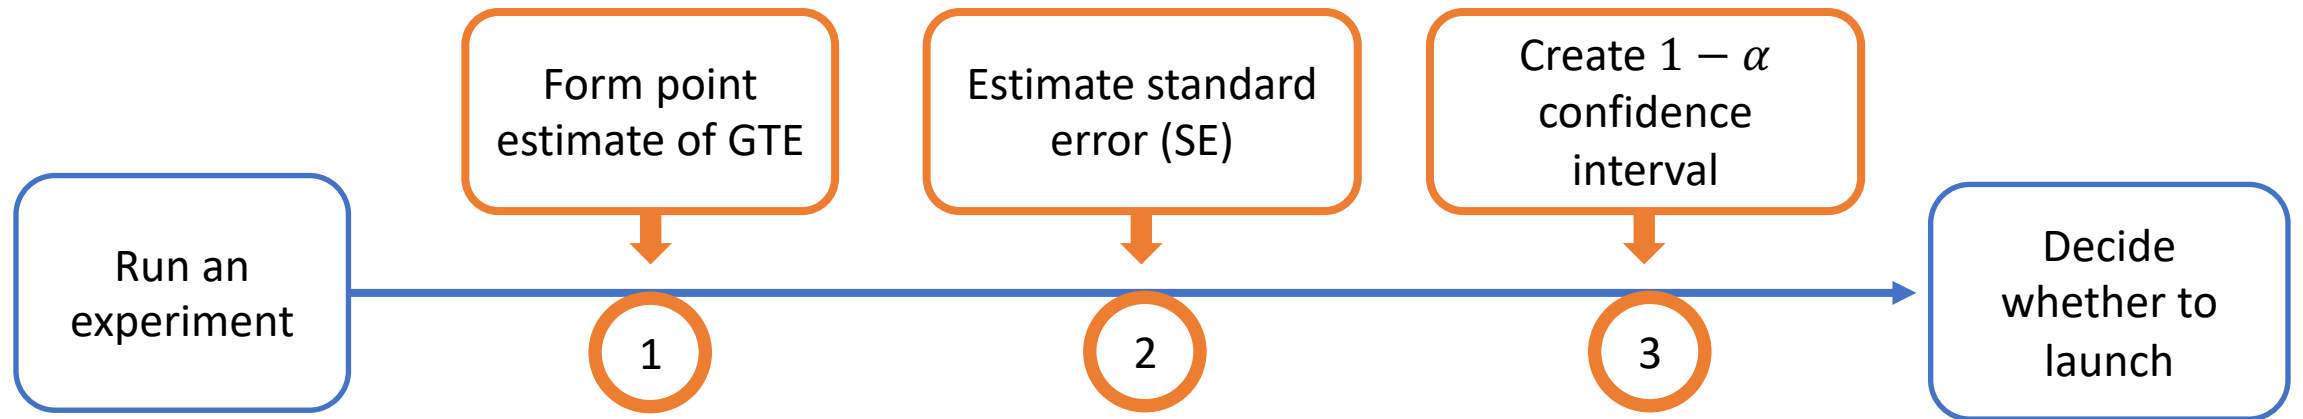 Run an
experiment
Form point
estimate of GTE
1
Estimate standard
error (SE)
2
Create 1 − α
confidence
interval
3
Decide
whether to
launch